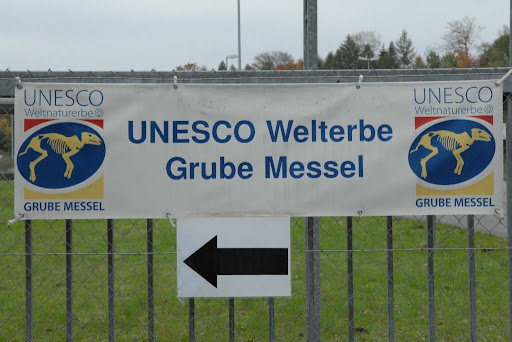 UNESCO
Weltnaturerbe
GRUBE MESSEL
UNESCO Welterbe
Grube Messel
UNESCO
Weltnaturerbe
GRUBE MESSEL